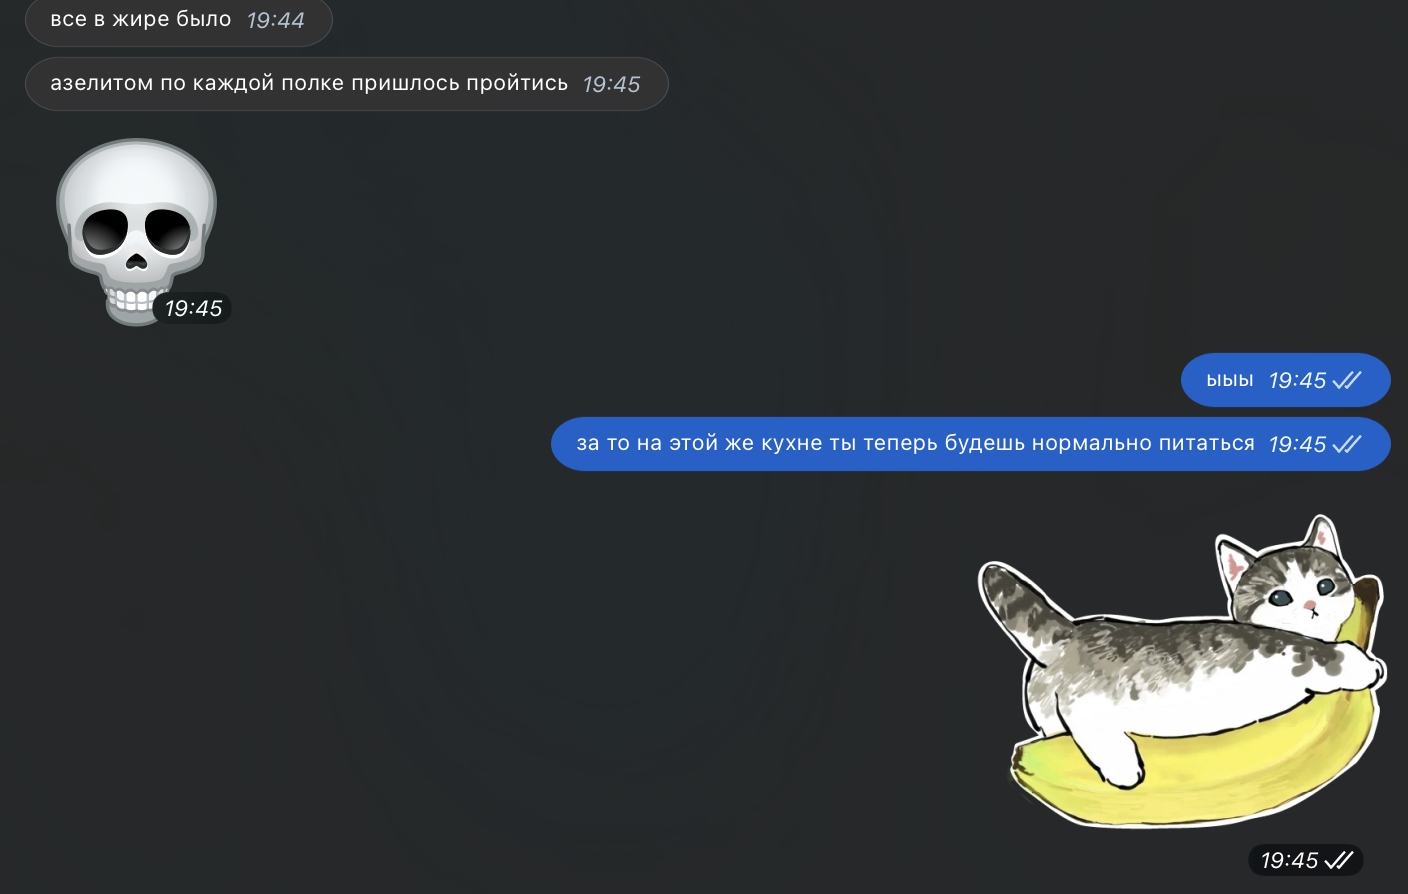 все в жире было 19:44
азелитом по каждой полке пришлось пройтись 19:45
19:45
ыыы 19:45
за то на этой же кухне ты теперь будешь нормально питаться 19:45
19:45